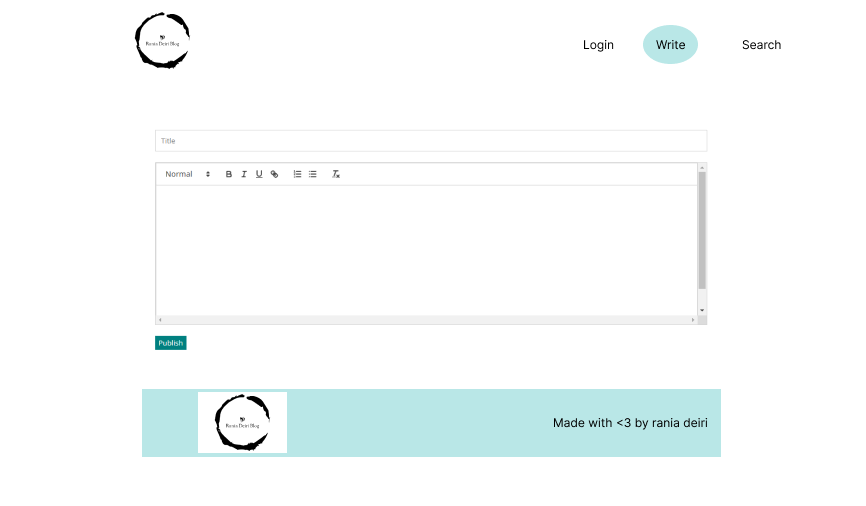 Rania Deiri Blog
Login Write Search
Title
Normal B I U
Publish
Rania Deiri Blog
Made with <3 by rania deiri